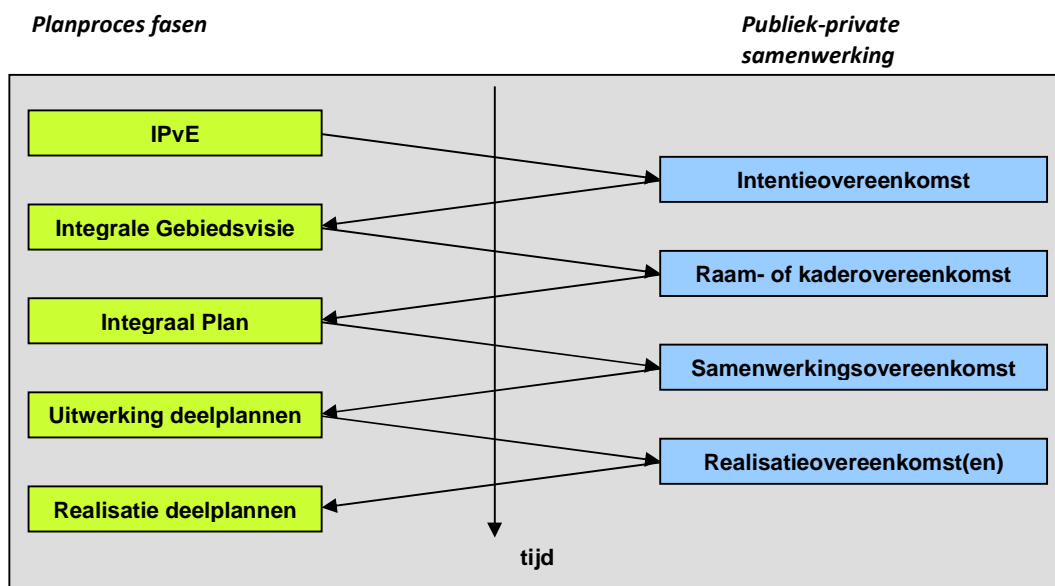 Planproces fasen
Publiek-private
samenwerking
IPvE
Intentieovereenkomst
Integrale Gebiedsvisie
Raam- of kaderovereenkomst
Integraal Plan
Samenwerkingsovereenkomst
Uitwerking deelplannen
Realisatieovereenkomst(en)
Realisatie deelplannen
tijd